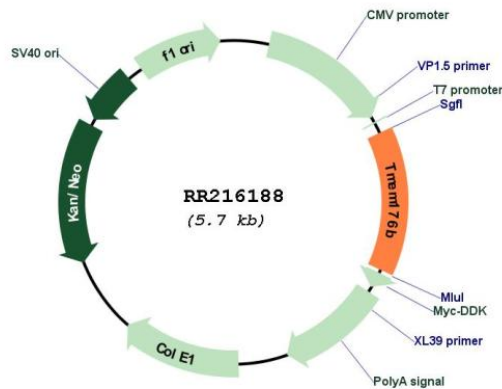 CMV promoter
VP1.5 primer
T7 promoter
SgfI
Tmem176b
MluI
Myc-DDK
XL39 primer
PolyA signal
Col E1
Kan/Neo
SV40 ori
f1 ori
RR216188
(5.7 kb)